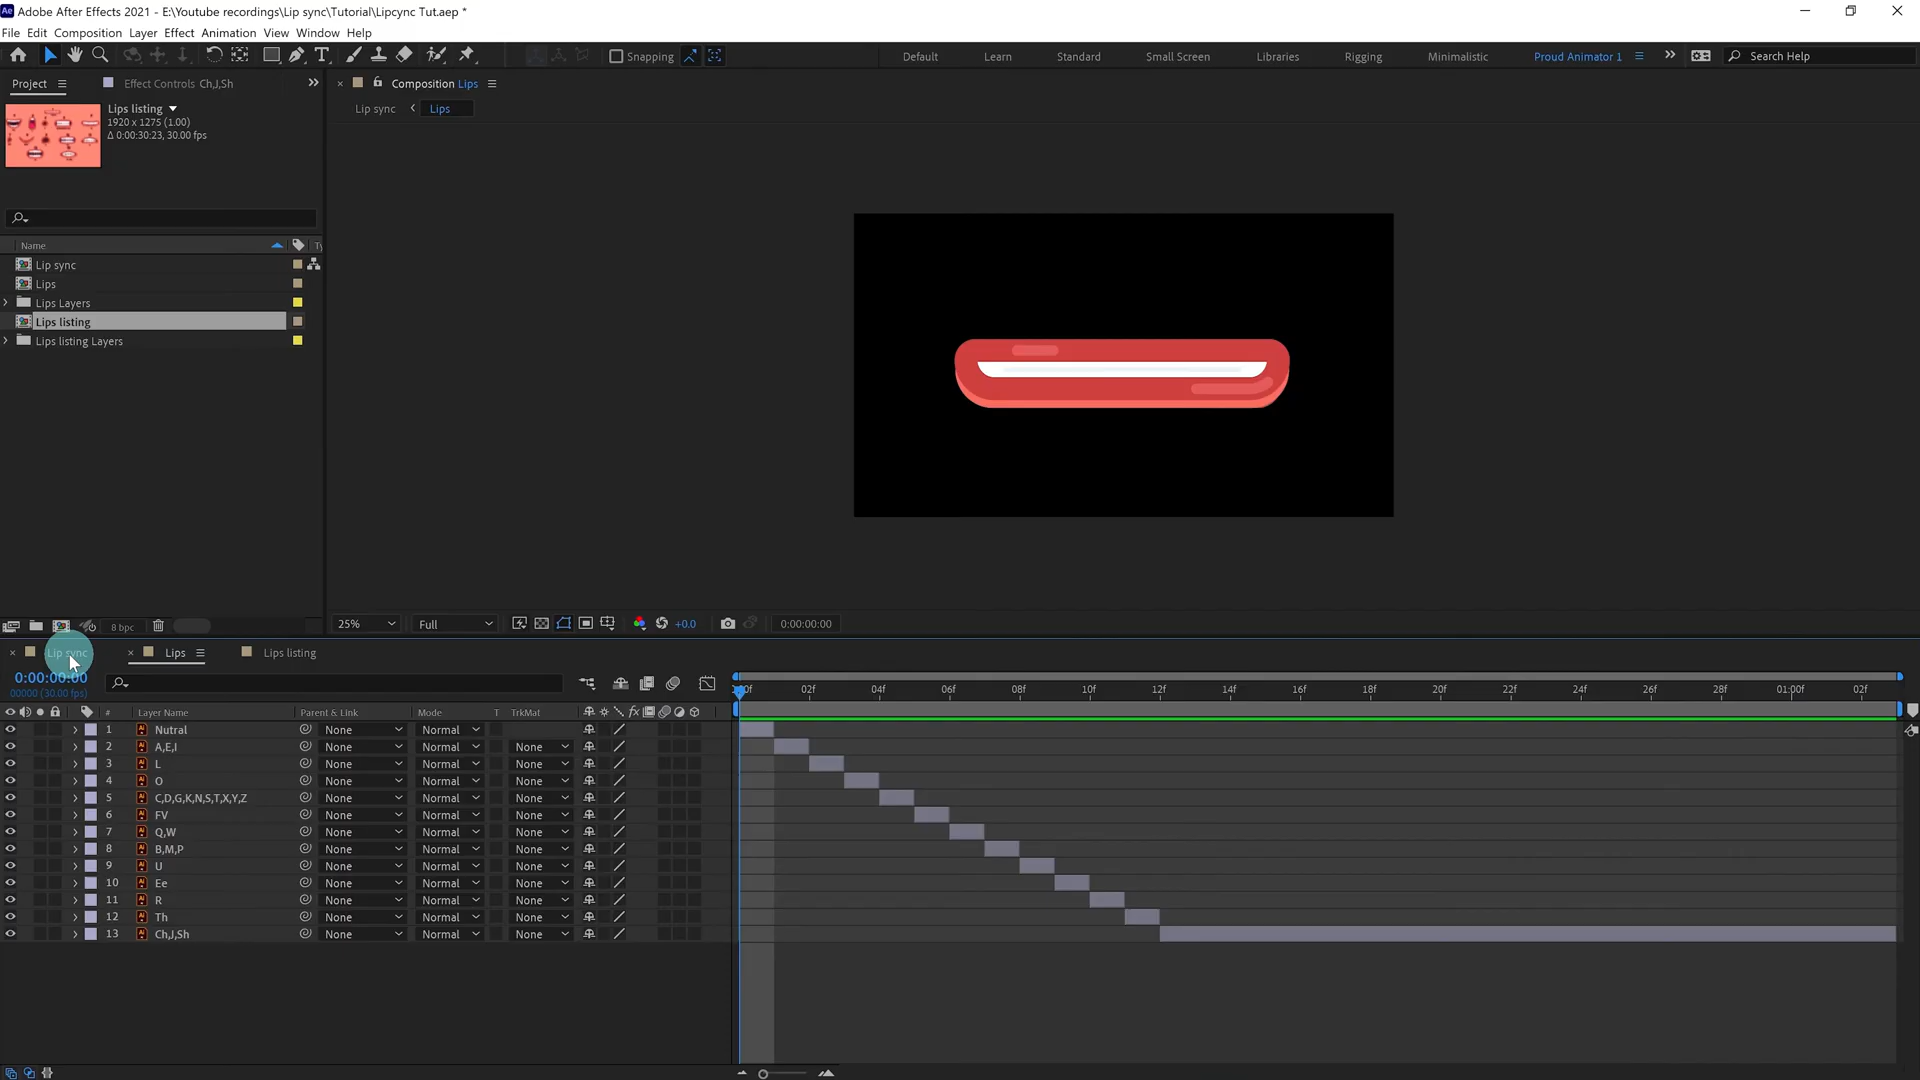 Adobe After Effects 2021 - E:\Youtube recordings\Lip sync\Tutorial\Lipcync Tut.aep *
File Edit Composition Layer Effect Animation View Window Help
Snapping Default Learn Standard Small Screen Libraries Rigging Minimalistic Proud Animator 1 Search Help
Project Effect Controls Ch,J,Sh Composition Lips
Lips listing
1920 x 1275 (1.00)
Δ 0:00:30:23, 30.00 fps
Lip sync Lips
Name Ty
Lip sync
Lips
Lips Layers
Lips listing
Lips listing Layers
8 bpc 25% Full +0.0 0:00:00:00
Lip sync Lips Lips listing
0:00:00:00
00000 (30.00 fps)
02f 04f 06f 08f 10f 12f 14f 16f 18f 20f 22f 24f 26f 28f 01:00f 02f
# Layer Name Parent & Link Mode T TrkMat
1 Nutral None Normal
2 A,E,I None Normal None
3 L None Normal None
4 O None Normal None
5 C,D,G,K,N,S,T,X,Y,Z None Normal None
6 FV None Normal None
7 Q,W None Normal None
8 B,M,P None Normal None
9 U None Normal None
10 Ee None Normal None
11 R None Normal None
12 Th None Normal None
13 Ch,J,Sh None Normal None